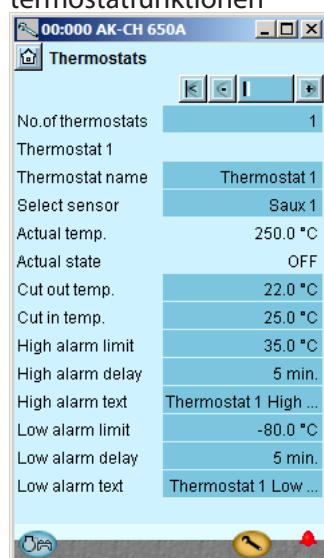 termostatfunktionen
00:000 AK-CH 650A
Thermostats
No.of thermostats 1
Thermostat 1
Thermostat name Thermostat 1
Select sensor Saux 1
Actual temp. 250.0 °C
Actual state OFF
Cut out temp. 22.0 °C
Cut in temp. 25.0 °C
High alarm limit 35.0 °C
High alarm delay 5 min.
High alarm text Thermostat 1 High ...
Low alarm limit -80.0 °C
Low alarm delay 5 min.
Low alarm text Thermostat 1 Low ...